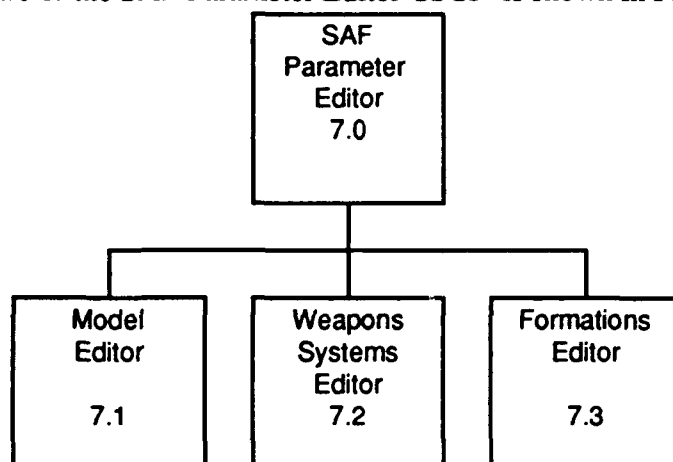 SAF
Parameter
Editor
7.0
Model
Editor
7.1
Weapons
Systems
Editor
7.2
Formations
Editor
7.3